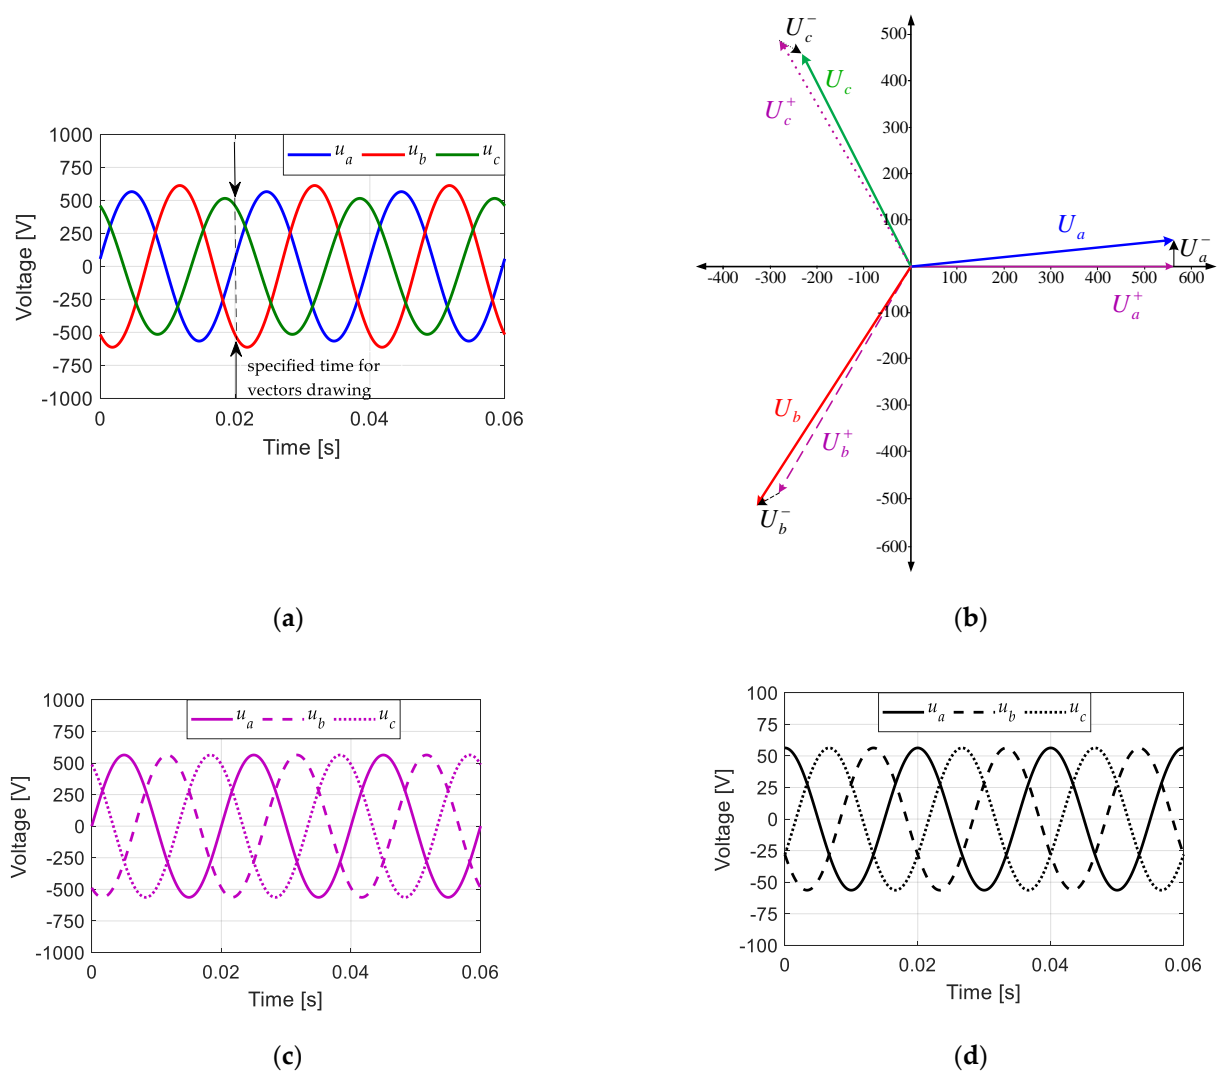 1000
750
500
250
0
-250
-500
-750
-1000
Voltage [V]
u_a u_b u_c
specified time for
vectors drawing
0 0.02 0.04 0.06
Time [s]
(a)
U_c^-
U_c
U_c^+
U_a
U_a^-
U_a^+
U_b
U_b^+
U_b^-
500
400
300
200
100
-400 -300 -200 -100 0 100 200 300 400 500 600
-100
-200
-300
-400
-500
-600
(b)
1000
750
500
250
0
-250
-500
-750
-1000
Voltage [V]
u_a u_b u_c
0 0.02 0.04 0.06
Time [s]
(c)
100
75
50
25
0
-25
-50
-75
-100
Voltage [V]
u_a u_b u_c
0 0.02 0.04 0.06
Time [s]
(d)